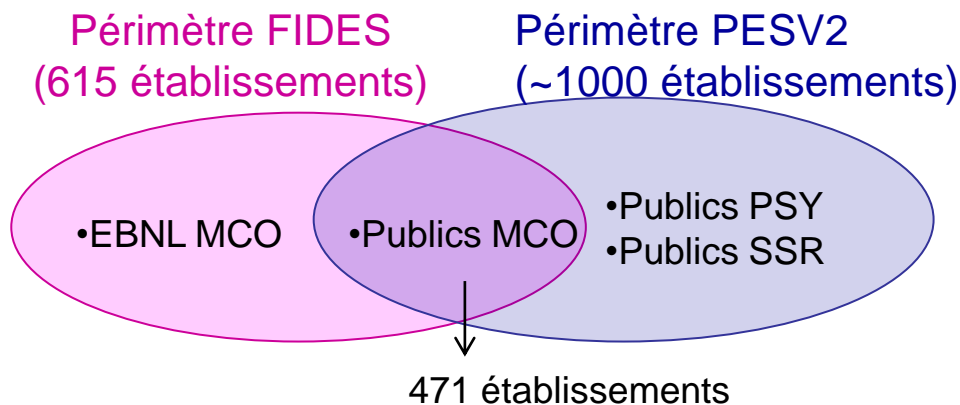 Périmètre FIDES
(615 établissements)
Périmètre PESV2
(~1000 établissements)
•EBNL MCO
•Publics MCO
•Publics PSY
•Publics SSR
471 établissements